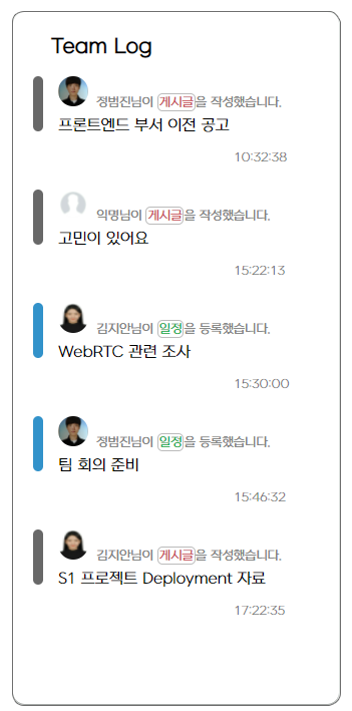 Team Log
정범진님이 게시글을 작성했습니다.
프론트엔드 부서 이전 공고
10:32:38
익명님이 게시글을 작성했습니다.
고민이 있어요
15:22:13
김지안님이 일정을 등록했습니다.
WebRTC 관련 조사
15:30:00
정범진님이 일정을 등록했습니다.
팀 회의 준비
15:46:32
김지안님이 게시글을 작성했습니다.
S1 프로젝트 Deployment 자료
17:22:35